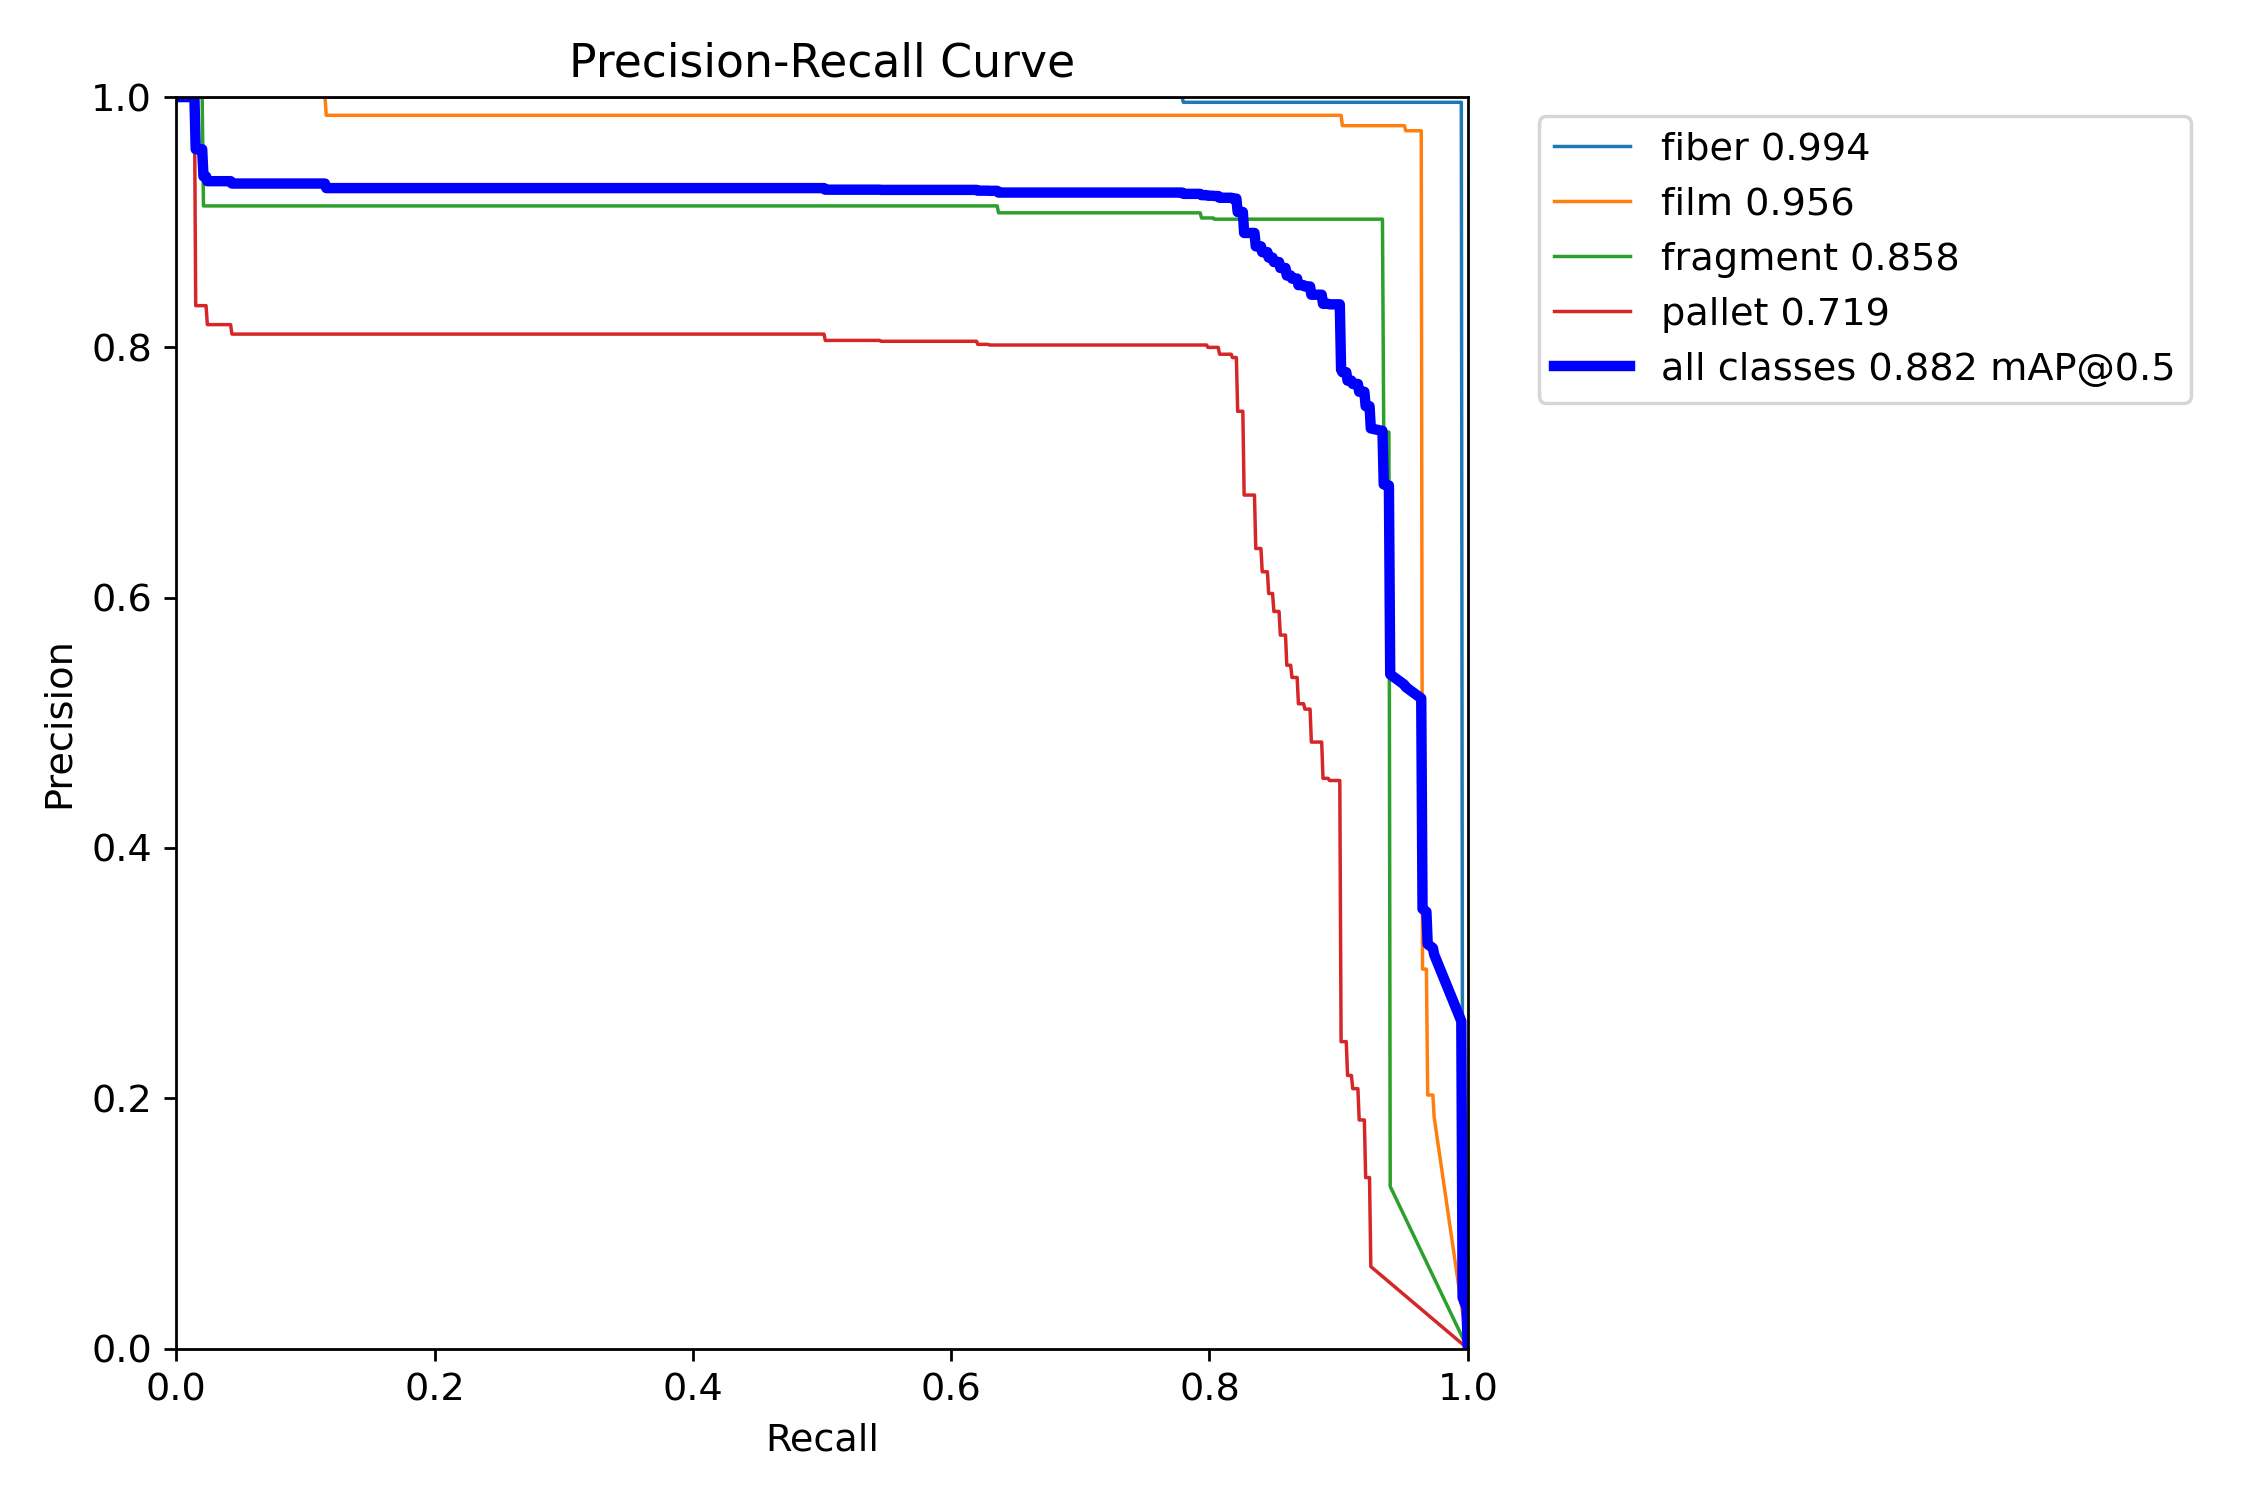 Precision-Recall Curve
1.0
0.8
0.6
0.4
0.2
0.0
Precision
0.0 0.2 0.4 0.6 0.8 1.0
Recall
fiber 0.994
film 0.956
fragment 0.858
pallet 0.719
all classes 0.882 mAP@0.5